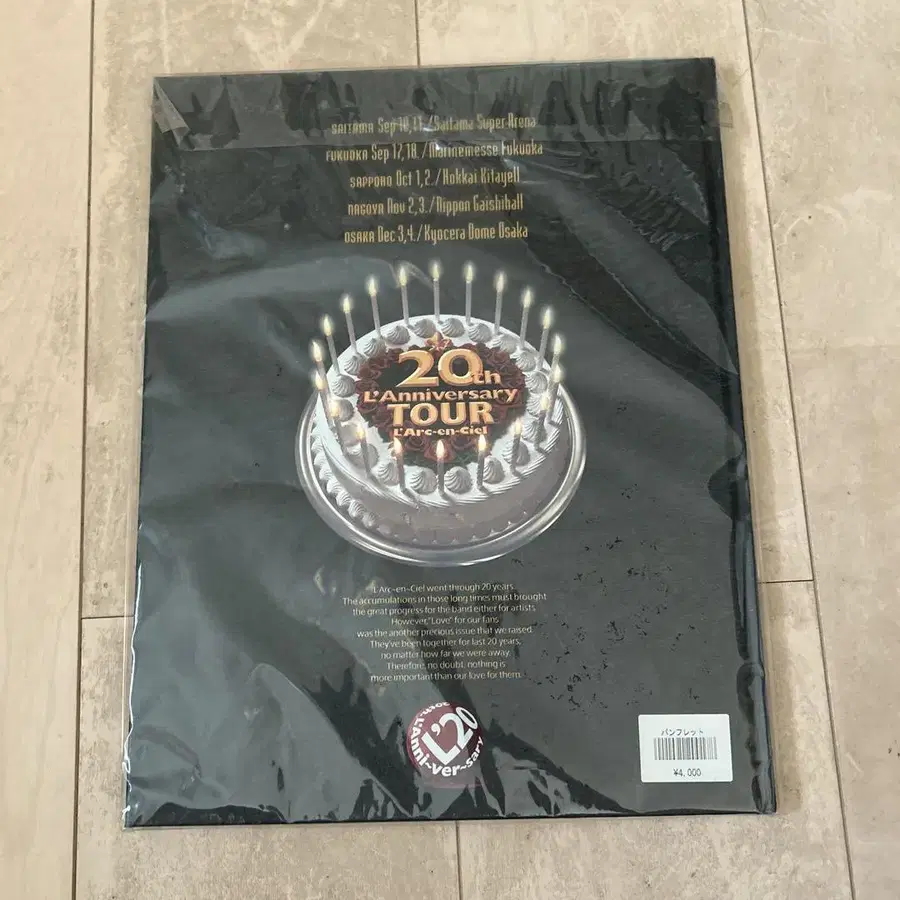 SAITAMA Sep 10,11. / Saitama Super Arena
FUKUOKA Sep 17,18. / Marinemesse Fukuoka
SAPPORO Oct 1,2. / Hokkai Kitayell
NAGOYA Nov 2,3. / Nippon Gaishihall
OSAKA Dec 3,4. / Kyocera Dome Osaka
20th
L'Anniversary
TOUR
L'Arc-en-Ciel
L'Arc-en-Ciel went through 20 years.
The accumulations in those long times must brought
the great progress for the band either for artists.
However, "Love" for our fans
was the another precious issue that we raised
They've been together for last 20 years,
no matter how far we were away.
Therefore, no doubt, nothing is
more important than our love for them.
20th L'Anni-ver-sary
L'20
パンフレット
¥4,000